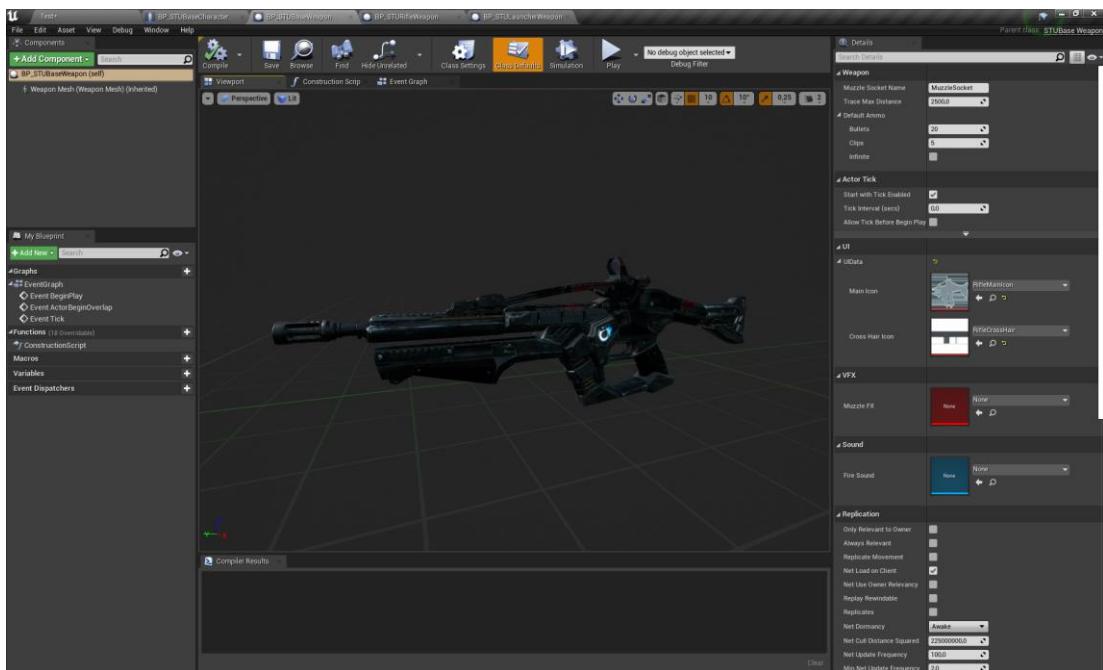 Test+
BP_STUBaseCharacter
BP_STUBaseWeapon
BP_STURifleWeapon
BP_STULauncherWeapon
File Edit Asset View Debug Window Help
Parent class: STUBase Weapon
Components
+Add Component Search
BP_STUBaseWeapon (self)
Weapon Mesh (Weapon Mesh) (Inherited)
Compile Save Browse Find Hide Unrelated Class Settings Class Defaults Simulation Play
No debug object selected
Debug Filter
Viewport Construction Scrip Event Graph
Perspective Lit
10 10° 0,25 2
My Blueprint
+Add New Search
Graphs
EventGraph
Event BeginPlay
Event ActorBeginOverlap
Event Tick
Functions (18 Overridable)
ConstructionScript
Macros
Variables
Event Dispatchers
Compiler Results
Clear
Details
Search Details
Weapon
Muzzle Socket Name MuzzleSocket
Trace Max Distance 2500,0
Default Ammo
Bullets 20
Clips 5
Infinite
Actor Tick
Start with Tick Enabled
Tick Interval (secs) 0,0
Allow Tick Before Begin Play
UI
UIData
Main Icon RifleMainIcon
Cross Hair Icon RifleCrossHair
VFX
Muzzle FX None None
Sound
Fire Sound None None
Replication
Only Relevant to Owner
Always Relevant
Replicate Movement
Net Load on Client
Net Use Owner Relevancy
Replay Rewindable
Replicates
Net Dormancy Awake
Net Cull Distance Squared 225000000,0
Net Update Frequency 100,0
Min Net Update Frequency 2,0